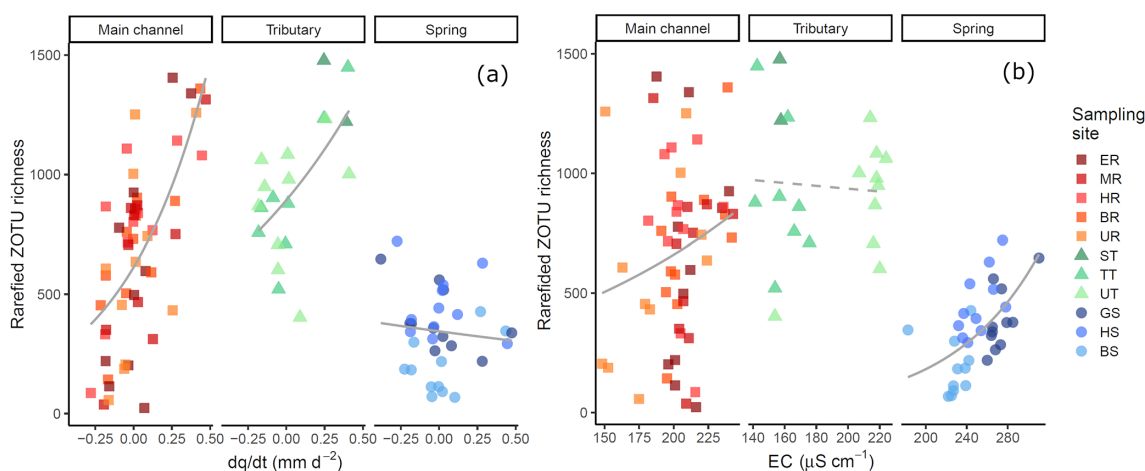 Main channel Tributary Spring
(a)
Rarefied ZOTU richness
1500
1000
500
0
−0.25 0.00 0.25 0.50 −0.25 0.00 0.25 0.50 −0.25 0.00 0.25 0.50
dq/dt (mm d⁻²)
Main channel Tributary Spring
(b)
Rarefied ZOTU richness
1500
1000
500
0
150 175 200 225 140 160 180 200 220 200 240 280
EC (μS cm⁻¹)
Sampling
site
ER
MR
HR
BR
UR
ST
TT
UT
GS
HS
BS